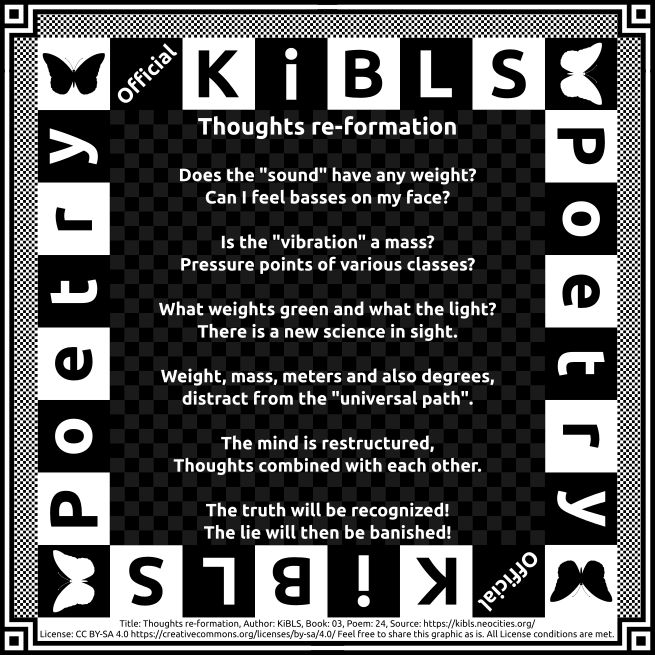 Official KiBLS
Poetry
Poetry
Thoughts re-formation
Does the "sound" have any weight?
Can I feel basses on my face?
Is the "vibration" a mass?
Pressure points of various classes?
What weights green and what the light?
There is a new science in sight.
Weight, mass, meters and also degrees,
distract from the "universal path".
The mind is restructured,
Thoughts combined with each other.
The truth will be recognized!
The lie will then be banished!
Official KiBLS
Title: Thoughts re-formation, Author: KiBLS, Book: 03, Poem: 24, Source: https://kibls.neocities.org/
License: CC BY-SA 4.0 https://creativecommons.org/licenses/by-sa/4.0/ Feel free to share this graphic as is. All License conditions are met.